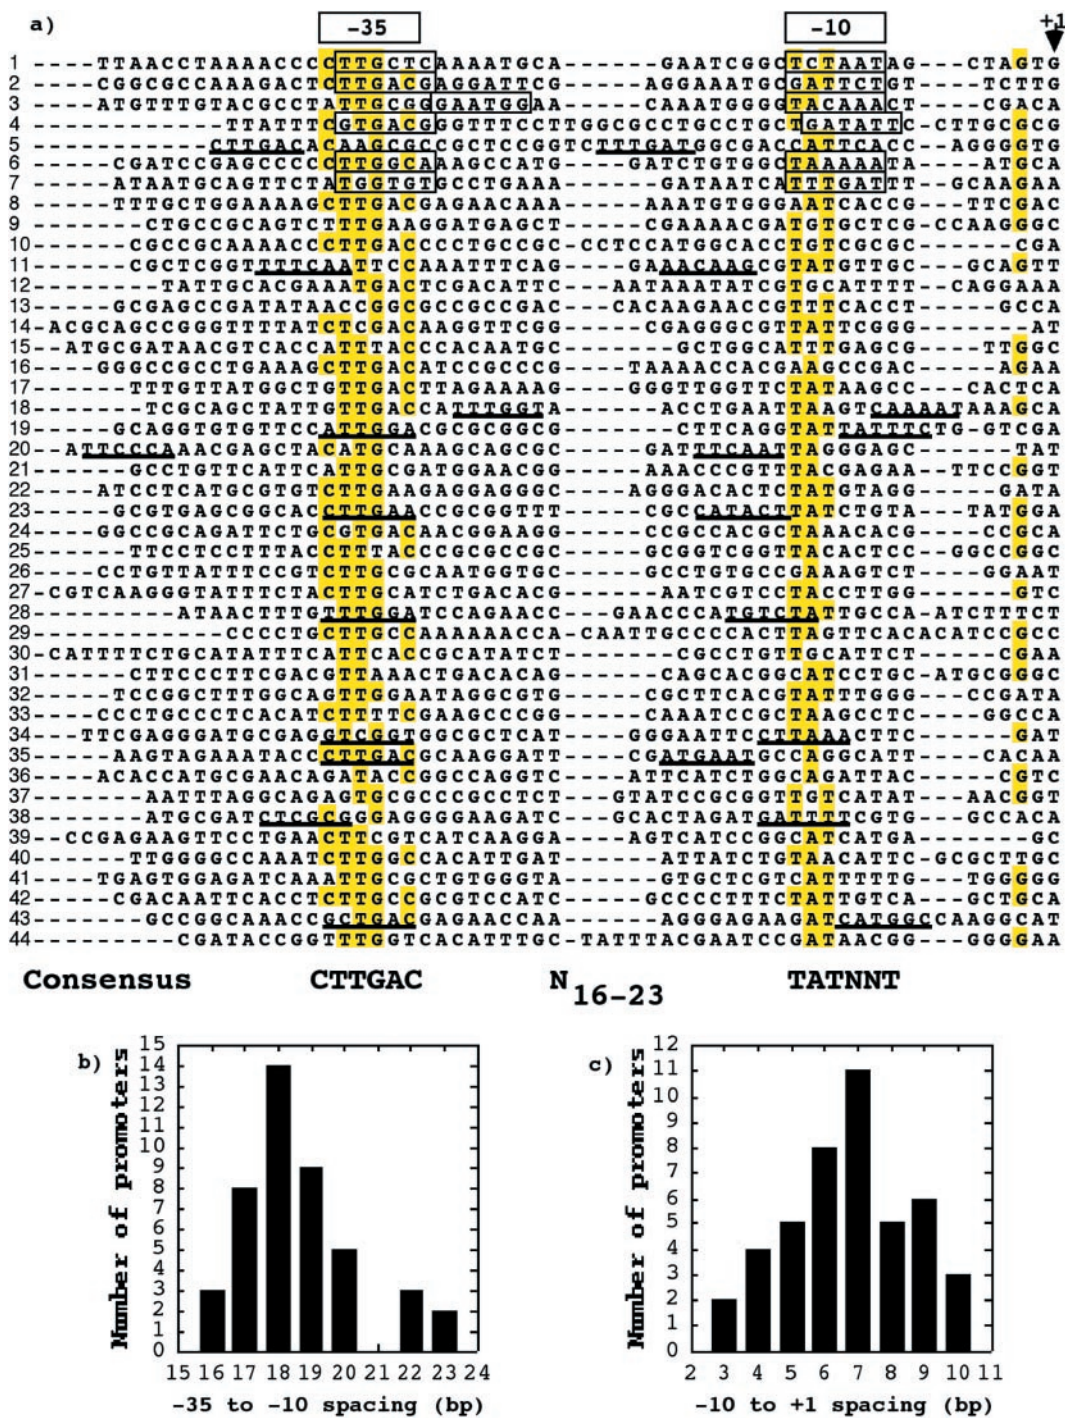 a)
-35
-10
+1
1 ----TTAACCTAAAACCCCTTGCTCAAAATGCA------GAATCGGCTCTAATAG---CTAGTG
2 ----CGGCGCCAAAGACTCTTGACGAGGATTCG------AGGAAATGCGATTCTGT----TCTTG
3 ----ATGTTTGTACGCCTATTGCGGGAATGGAA------CAAATGGGGTACAAACT----CGACA
4 ------------TTATTTCGTGACGGGTTTCCTTGGCGCCTGCCTGCTGATATTC--CTTGCGCG
5 -----------CTTGACACAAGCGCCGCTCCGGTCTTTGATGGCGACCATTCACC--AGGGGTG
6 -----CGATCCGAGCCCCTTGGCAAGCCATG------GATCTGTGGCTAAAAATA----ATGCA
7 -----ATAATGCAGTTCTATGGTGTGCCTGAAA------GATAATCATTTGATTT---GCAAGAA
8 -----TTTGCTGGAAAAGCTTGACGAGAACAAA------AAATGTGGGAATCACCG---TTCGAC
9 -------CTGCCGCAGTCTTTGAAGGATGAGCT------CGAAAACGATGTGCTCG-CCAAGGGC
10 ------CGCCGCAAAACCCTTGACCCCTGCCGC-CCTCCATGGCACCTGTCGCGC------CGA
11 ------CGCTCGGTTTTCAATTCCAAATTTCAG------GAAACAAGCGTATGTTGC---GCAGTT
12 --------TATTGCACGAAATGACTCGACATTC---AATAAATATCGTGCATTTT--CAGGAAA
13 -----GCGAGCCGATATAACCGCGCCGCCGAC---CACAAGAACCGTTTCACCT----GCCA
14 -ACGCAGCCGGGTTTTATCTCGACAAGGTTCGG-----CGAGGGCGTTATTCGGG------AT
15 --ATGCGATAACGTCACCATTTACCCACAATGC-------GCTGGCATTTGAGCG---TTGGC
16 ----GGGCCGCCTGAAAGCTTGACATCCGCCCG----TAAAACCACGAAGCCGAC-----AGAA
17 ------TTTGTTATGGCTGTTGACTTAGAAAAG----GGGTTGGTTCATAAGCC---CACTCA
18 -------TCGCAGCTATTGTTGACCATTTGGTA------ACCTGAATTAAGTCAAAATAAAGCA
19 -----GCAGGTGTGTTCCATTGGACGCGCGGCG-------CTTCAGGTATTATTTCTG-GTCGA
20 --ATTCCCAAACGAGCTACATGCAAAGCAGCGC-----GATTTCAATTTAGGGAGC-----TAT
21 ------GCCTGTTCATTCATTGCGATGGAACGG-----AAACCCGTTTACGAGAA--TTCCGGT
22 ----ATCCTCATGCGTGTCTTGAAGAGGAGGGC----AGGGACACTCTATGTAGG----GATA
23 -----GCGTGAGCGGCACCTTGAACCGCGGTTT------CGCCATACTTATCTGTA---TATGGA
24 ----GGCGGCAGATTCTGCGTGACAACGGAAGG-----CCGCCACGCTAAACACG---CCGCA
25 ------TTCCTCCTTTACCTTTACCCGCGCCGC------GCGGTCGGTTACACTCC--GGCCGGC
26 ----CCTGTTATTTCCGTCTTGCGCAATGGTGC------GCCTGTGCCGAAAGTCT----GGAAT
27 -CGTCAAGGGTATTTCTACTTGCATCTGACACG------AATCGTCCTACCTTGG-----GTC
28 ---------ATAACTTTGTTTGGATCCAGAACC---GAACCCATGTCTATTGCCA-ATCTTTCT
29 ------------CCCCTGCTTGCCAAAAAACCA-CAATTGCCCCACTTAGTTCACACATCCGCC
30 -CATTTTCTGCATATTTCATTCACCGCATATCT------CGCCTGTTGCATTCT-----CGAA
31 ------CTTCCCTTCGACGTTAAACTGACACAG------CAGCACGGCATCCTGC-ATGCGGGC
32 -----TCCGGCTTTGGCAGTTGGAATAGGCGTG------CGCTTCACGTATTTGGG---CCGATA
33 ----CCCTGCCCTCACATCTTTTCGAAGCCCGG-----CAAATCCGCTAAGCCTC---GGCCA
34 ---TTCGAGGGATGCGAGGTCGGTGGCGCTCAT-----GGGAATTCCTTAAACTTC-----GAT
35 -----AAGTAGAAATACCCTTGACGCAAGGATT------CGATGAATGCCAGGCATT----CACAA
36 ----ACACCATGCGAACAGATACCGGCCAGGTC----ATTCATCTGGCAGATTAC-----CGTC
37 -------AATTTAGGCAGAGTGCGCCCGCCTCT---GTATCCGCGGTTGTCATAT---AACGGT
38 -------ATGCGATCTCGCGGGAGGGGAAGATC---GCACTAGATGATTTTCGTG---GCCACA
39 --CCGAGAAGTTCCTGAACTTCGTCATCAAGGA----AGTCATCCGGATCATGA------GC
40 ------TTGGGGCCAAATCTTGGCCACATTGAT------ATTATCTGTAACATTC-GCGCTTGC
41 ----TGAGTGGAGATCAAATTGCGCTGTGGGTA------GTGCTCGTCATTTTTG---TGGGGG
42 -----CGACAATTCACCTCTTGCCGCGTCCATC-----GCCCCTTTCTATTGTCA---GCTGCA
43 -------GCCGGCAAACCGCTGACGAGAACCAA----AGGGAGAAGATCATGGCCAAGGCAT
44 ---------CGATACCGGTTTGGTCACATTTGC-TATTTACGAATCCGATAACGG---GGGGAA
Consensus CTTGAC N16-23 TATNNT
b)
Number of promoters
15
14
13
12
11
10
9
8
7
6
5
4
3
2
1
0
15 16 17 18 19 20 21 22 23 24
-35 to -10 spacing (bp)
c)
Number of promoters
12
11
10
9
8
7
6
5
4
3
2
1
0
2 3 4 5 6 7 8 9 10 11
-10 to +1 spacing (bp)